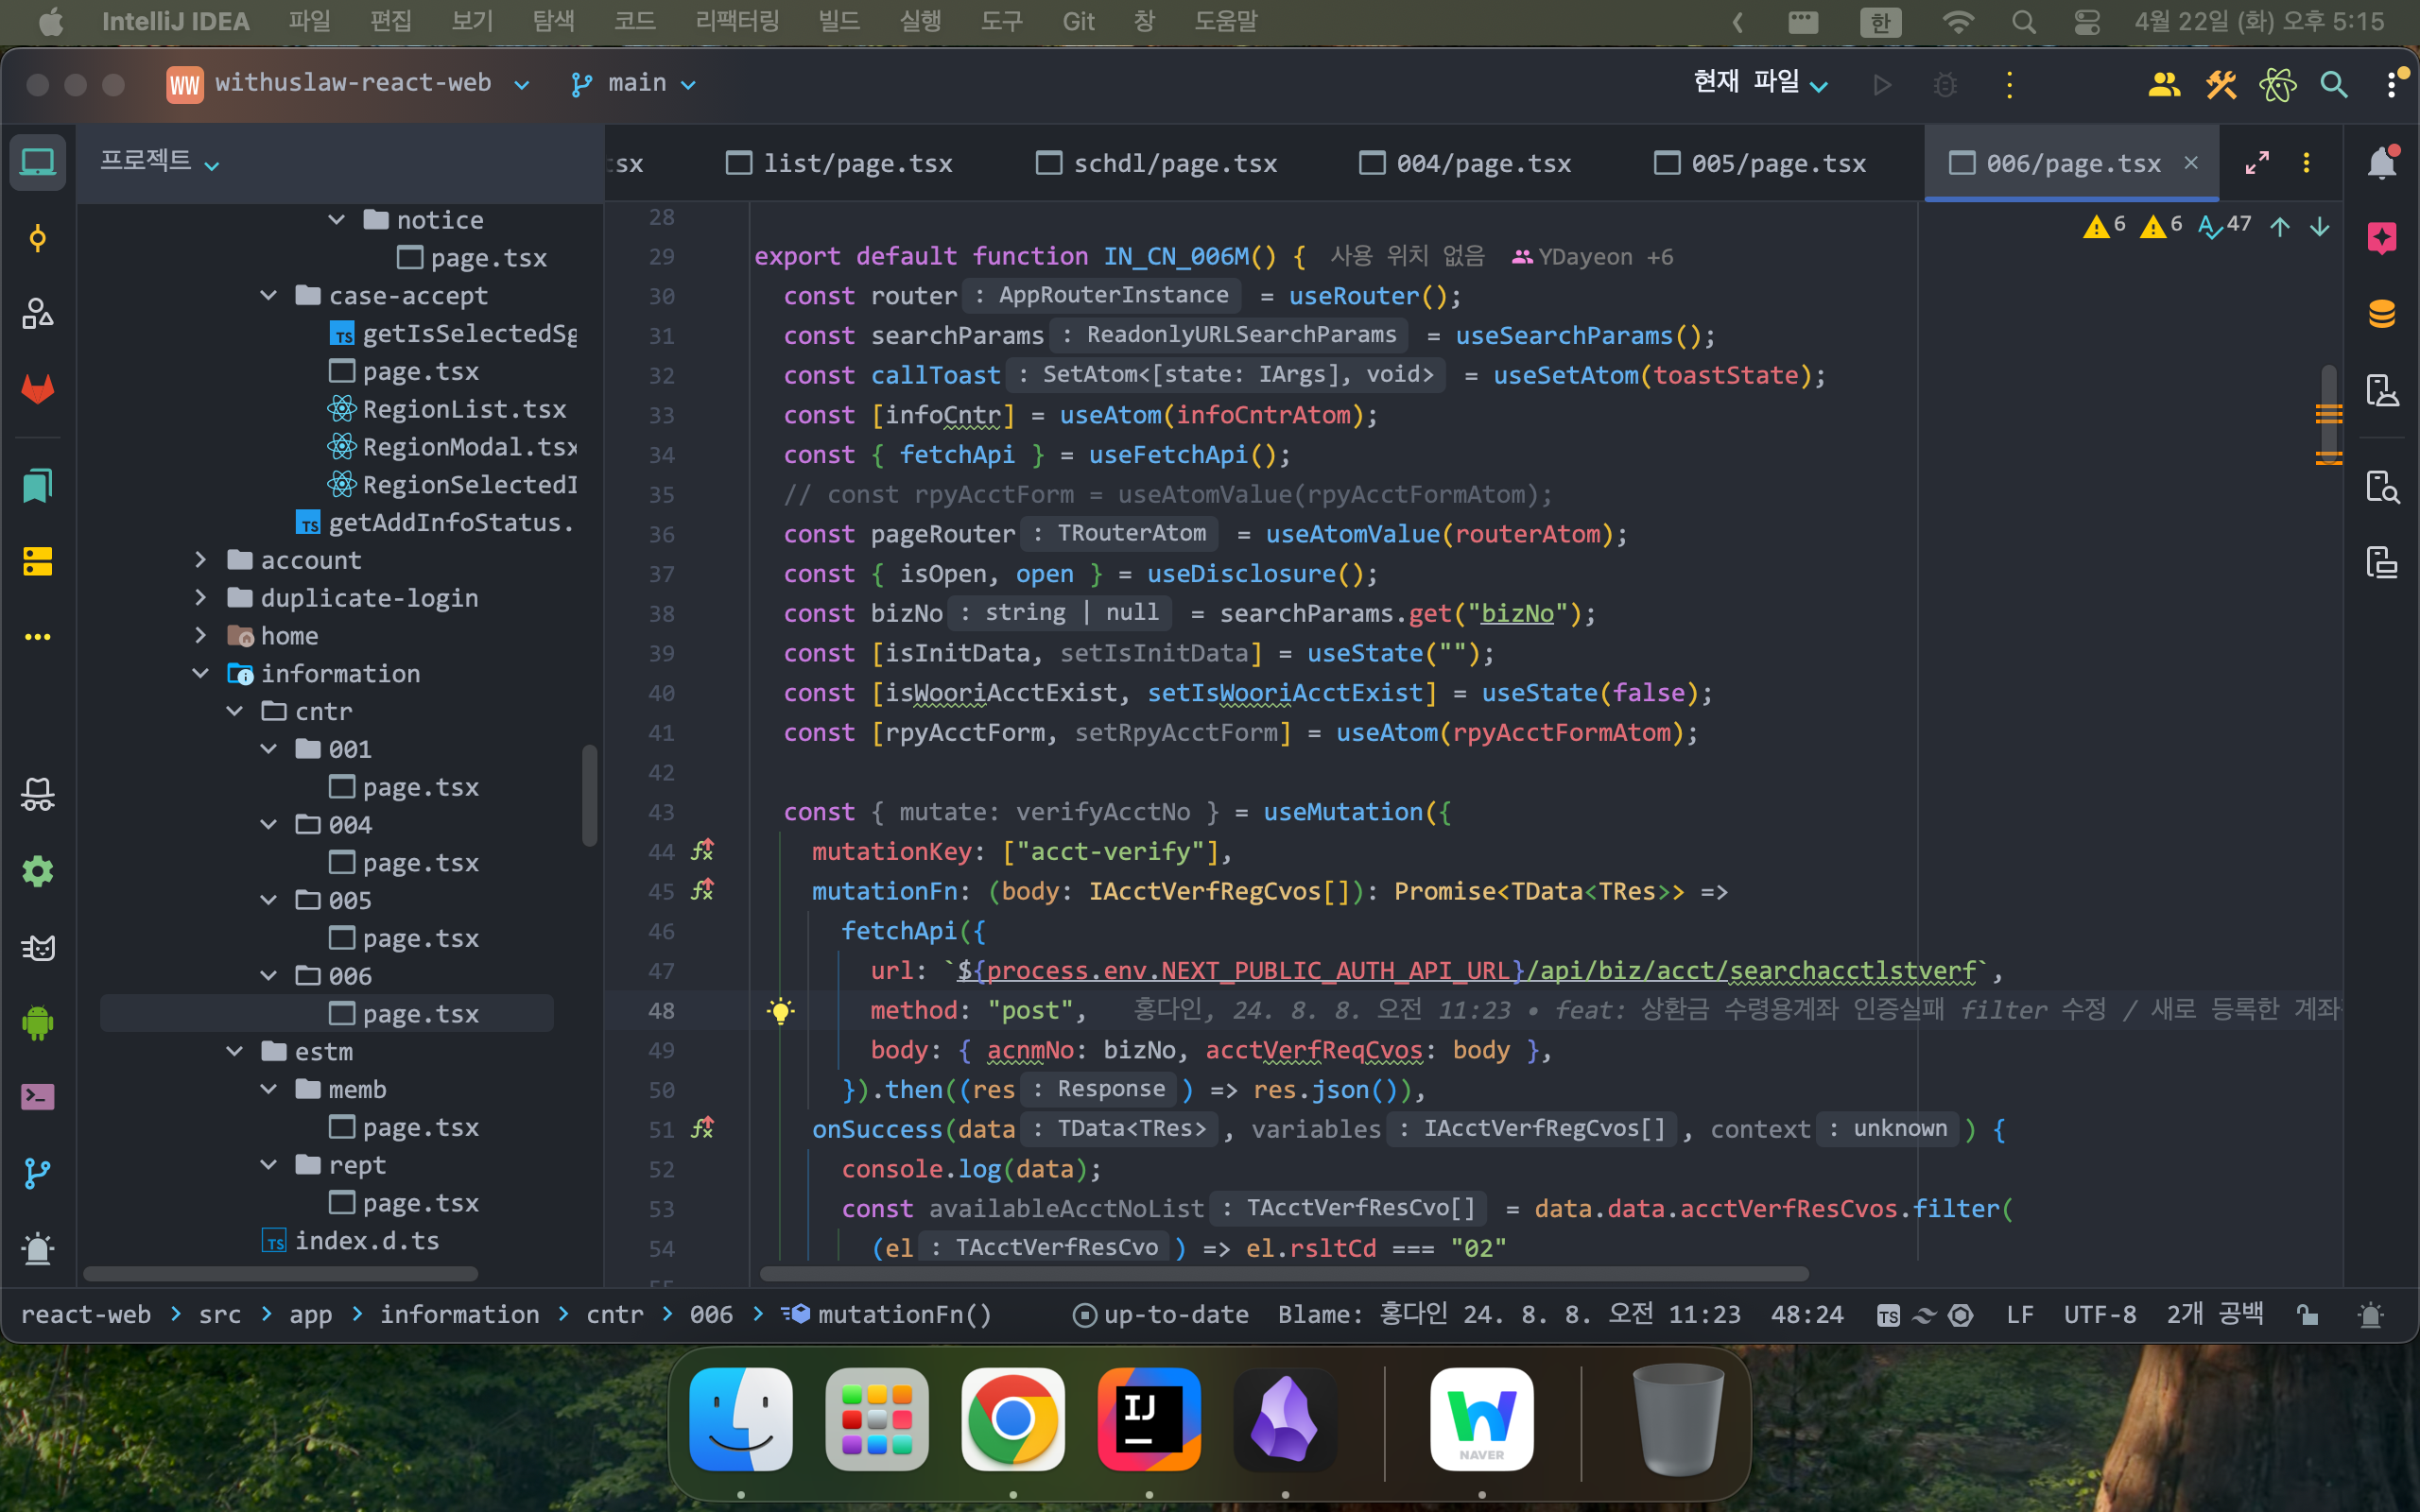 IntelliJ IDEA 파일 편집 보기 탐색 코드 리팩터링 빌드 실행 도구 Git 창 도움말 한 4월 22일 (화) 오후 5:15
WW withuslaw-react-web main 현재 파일
프로젝트
sx list/page.tsx schdl/page.tsx 004/page.tsx 005/page.tsx 006/page.tsx
notice
page.tsx
case-accept
getIsSelectedSg
page.tsx
RegionList.tsx
RegionModal.tsx
RegionSelectedI
getAddInfoStatus.
account
duplicate-login
home
information
cntr
001
page.tsx
004
page.tsx
005
page.tsx
006
page.tsx
estm
memb
page.tsx
rept
page.tsx
index.d.ts
6 6 47
28
29 export default function IN_CN_006M() { 사용 위치 없음 YDayeon +6
30 const router : AppRouterInstance = useRouter();
31 const searchParams : ReadonlyURLSearchParams = useSearchParams();
32 const callToast : SetAtom<[state: IArgs], void> = useSetAtom(toastState);
33 const [infoCntr] = useAtom(infoCntrAtom);
34 const { fetchApi } = useFetchApi();
35 // const rpyAcctForm = useAtomValue(rpyAcctFormAtom);
36 const pageRouter : TRouterAtom = useAtomValue(routerAtom);
37 const { isOpen, open } = useDisclosure();
38 const bizNo : string | null = searchParams.get("bizNo");
39 const [isInitData, setIsInitData] = useState("");
40 const [isWooriAcctExist, setIsWooriAcctExist] = useState(false);
41 const [rpyAcctForm, setRpyAcctForm] = useAtom(rpyAcctFormAtom);
42
43 const { mutate: verifyAcctNo } = useMutation({
44 mutationKey: ["acct-verify"],
45 mutationFn: (body: IAcctVerfRegCvos[]): Promise<TData<TRes>> =>
46 fetchApi({
47 url: `${process.env.NEXT_PUBLIC_AUTH_API_URL}/api/biz/acct/searchacctlstverf`,
48 method: "post", 홍다인, 24. 8. 8. 오전 11:23 • feat: 상환금 수령용계좌 인증실패 filter 수정 / 새로 등록한 계좌
49 body: { acnmNo: bizNo, acctVerfReqCvos: body },
50 }).then((res : Response ) => res.json()),
51 onSuccess(data : TData<TRes> , variables : IAcctVerfRegCvos[] , context : unknown ) {
52 console.log(data);
53 const availableAcctNoList : TAcctVerfResCvo[] = data.data.acctVerfResCvos.filter(
54 (el : TAcctVerfResCvo ) => el.rsltCd === "02"
55
react-web > src > app > information > cntr > 006 > mutationFn() up-to-date Blame: 홍다인 24. 8. 8. 오전 11:23 48:24 TS LF UTF-8 2개 공백
IJ
NAVER